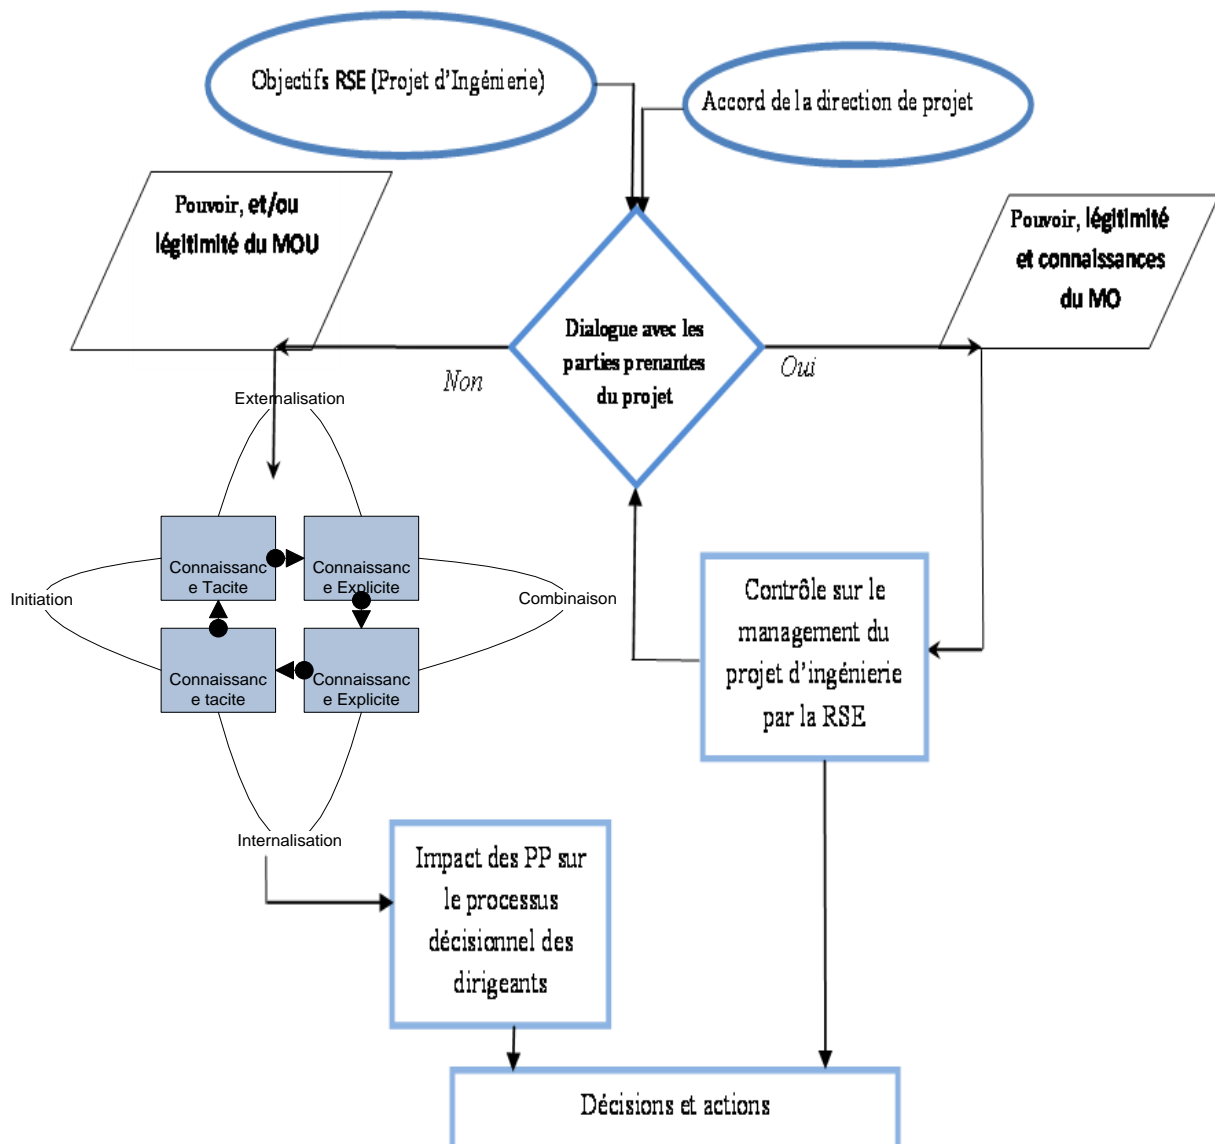 Objectifs RSE (Projet d'Ingénierie)
Accord de la direction de projet
Pouvoir, et/ou
légitimité du MOU
Pouvoir, légitimité
et connaissances
du MO
Dialogue avec les
parties prenantes
du projet
Non
Oui
Externalisation
Connaissanc
e Tacite
Connaissanc
e Explicite
Initiation
Combinaison
Connaissanc
e tacite
Connaissanc
e Explicite
Internalisation
Contrôle sur le
management du
projet d'ingénierie
par la RSE
Impact des PP sur
le processus
décisionnel des
dirigeants
Décisions et actions